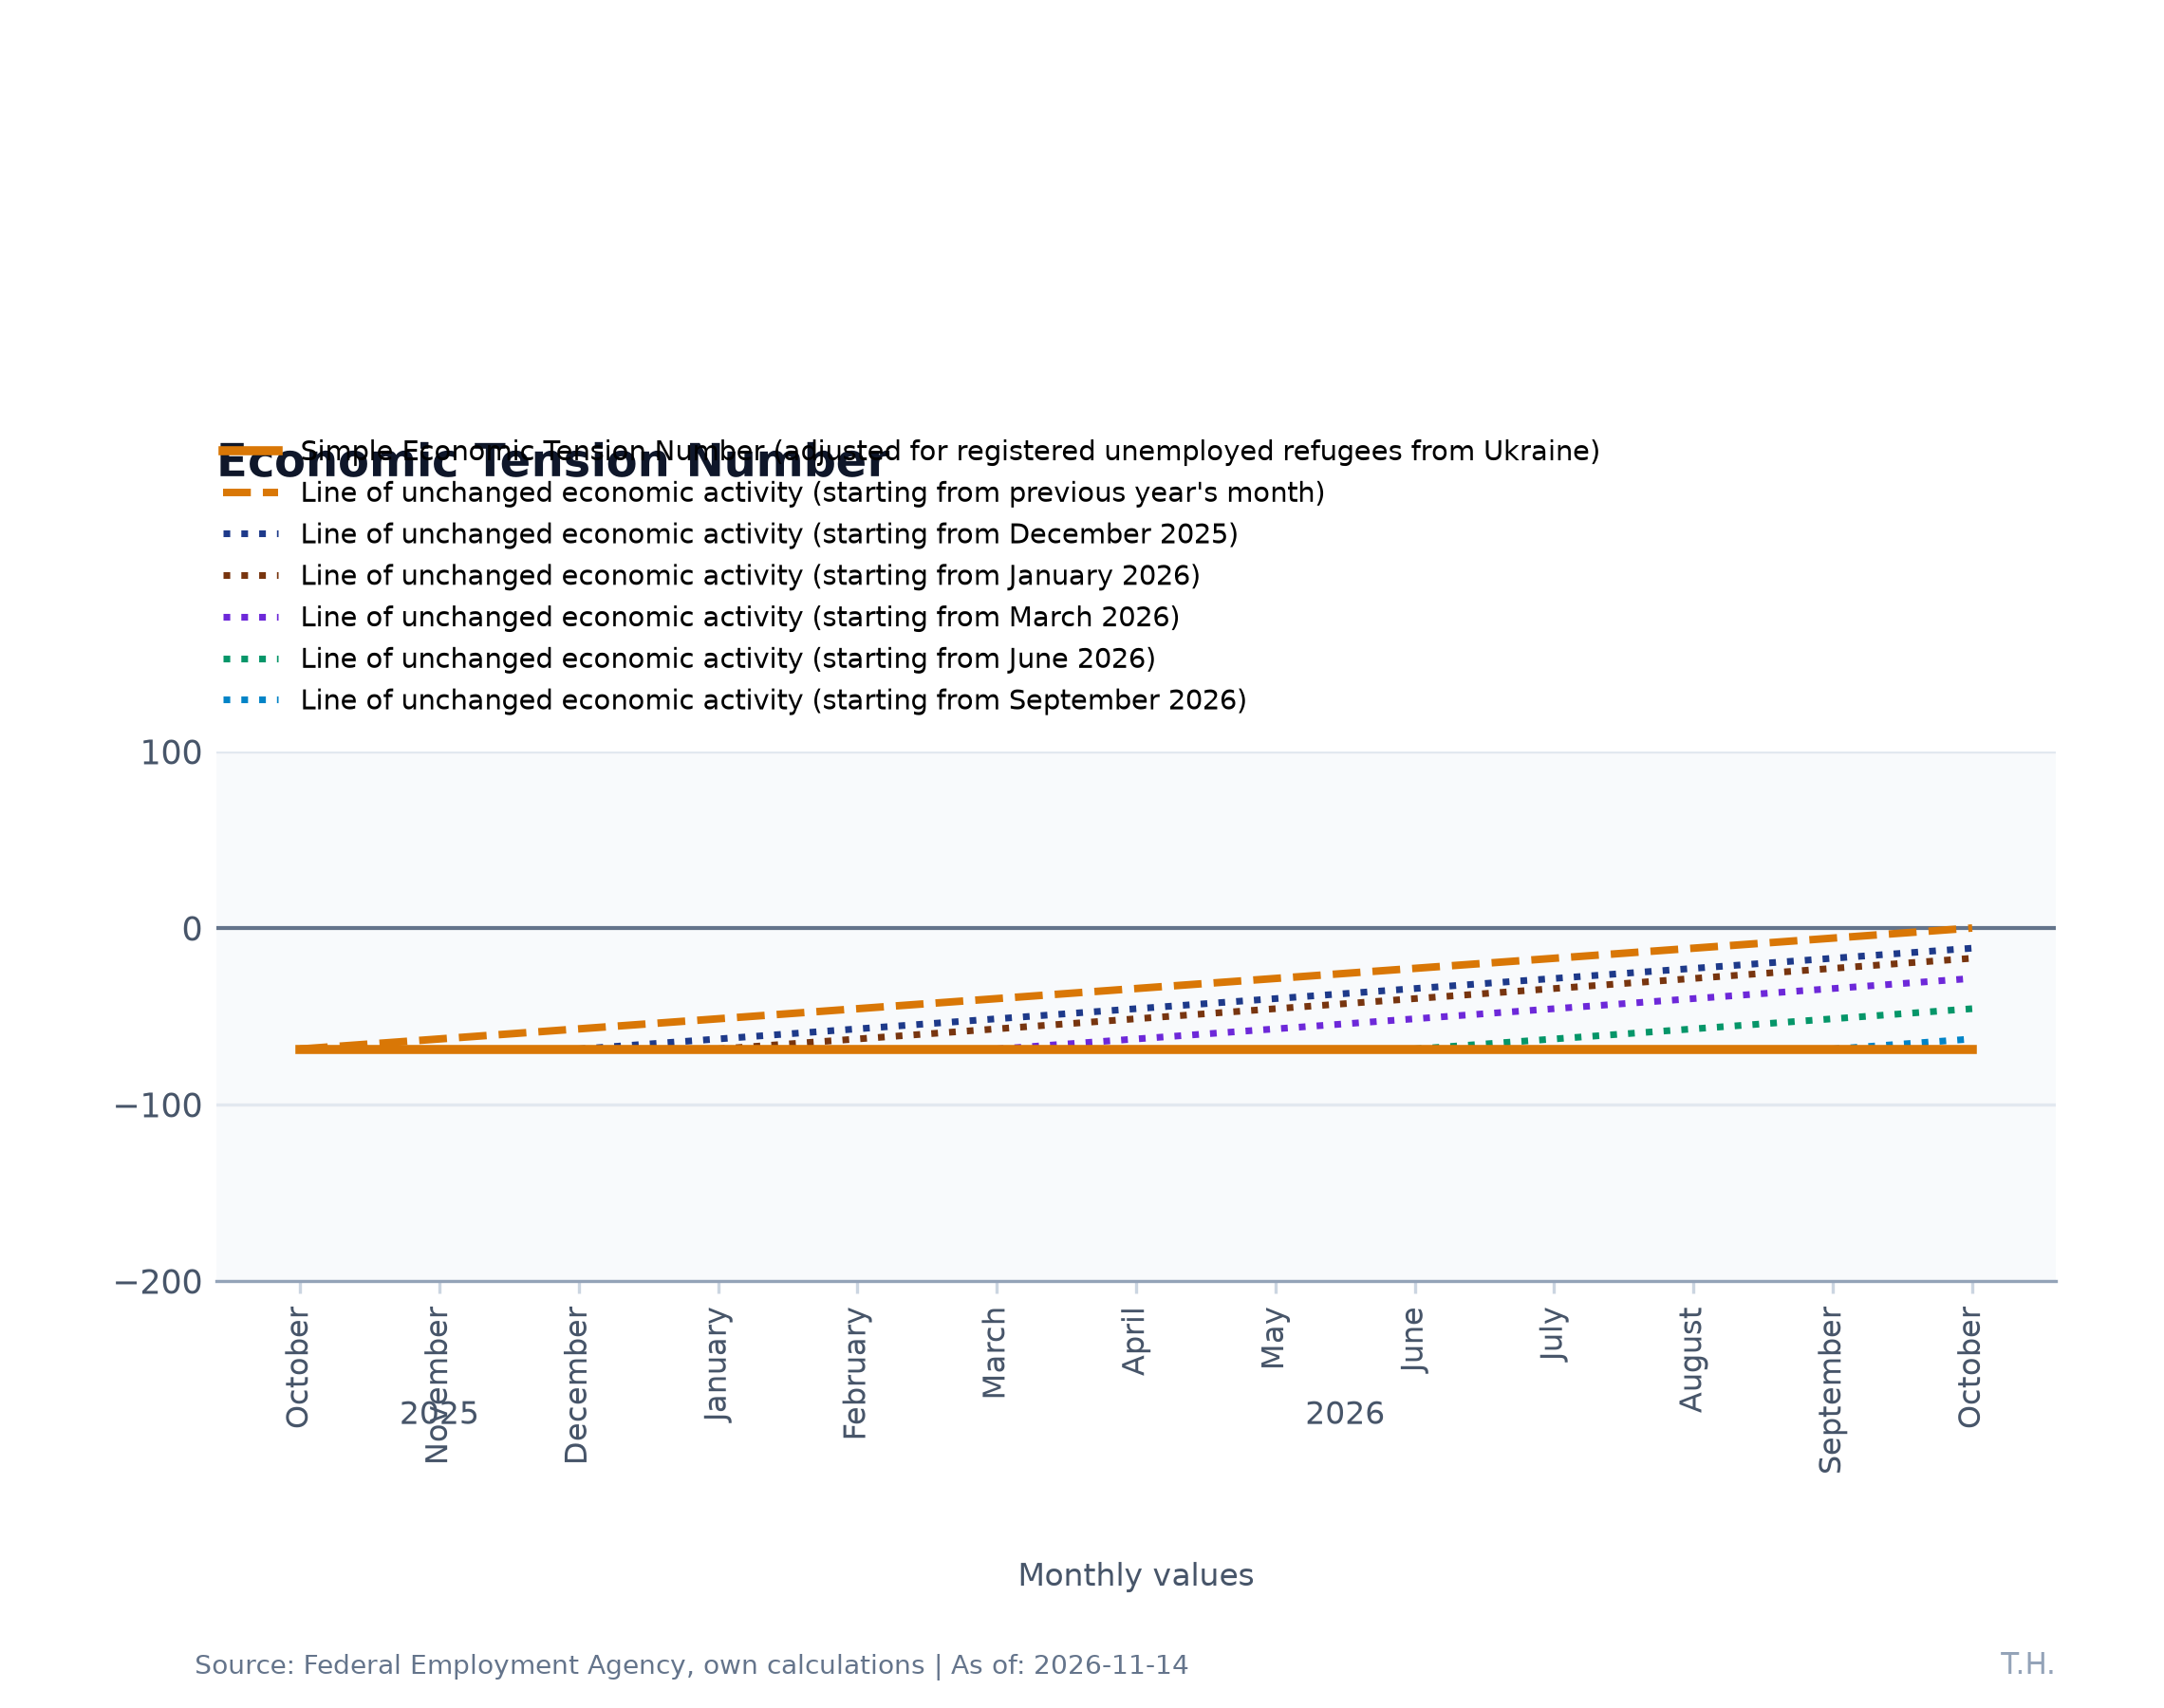 Economic Tension Number
Simple Economic Tension Number (adjusted for registered unemployed refugees from Ukraine)
Line of unchanged economic activity (starting from previous year's month)
Line of unchanged economic activity (starting from December 2025)
Line of unchanged economic activity (starting from January 2026)
Line of unchanged economic activity (starting from March 2026)
Line of unchanged economic activity (starting from June 2026)
Line of unchanged economic activity (starting from September 2026)
100
0
−100
−200
October
November
December
January
February
March
April
May
June
July
August
September
October
2025
2026
Monthly values
Source: Federal Employment Agency, own calculations | As of: 2026-11-14
T.H.